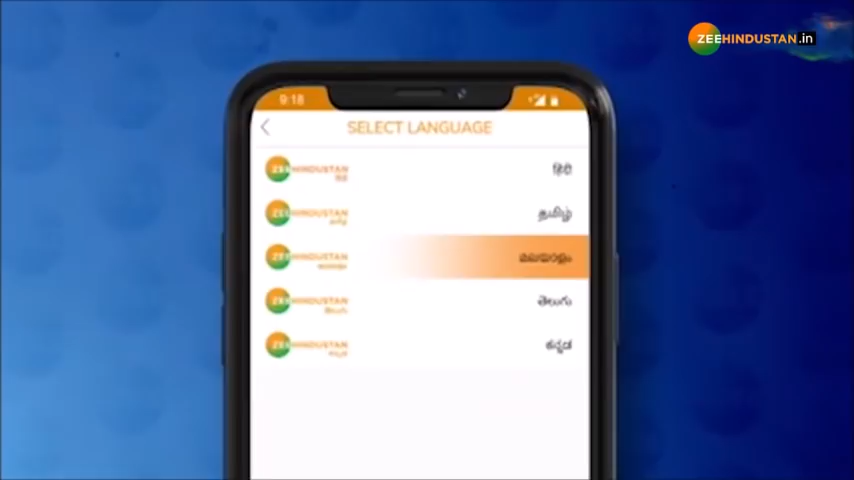 ZEEHINDUSTAN.in
9:18
SELECT LANGUAGE
ZEEHINDUSTAN हिंदी
हिंदी
ZEEHINDUSTAN
தமிழ்
ZEEHINDUSTAN
മലയാളം
ZEEHINDUSTAN
తెలుగు
ZEEHINDUSTAN
ಕನ್ನಡ